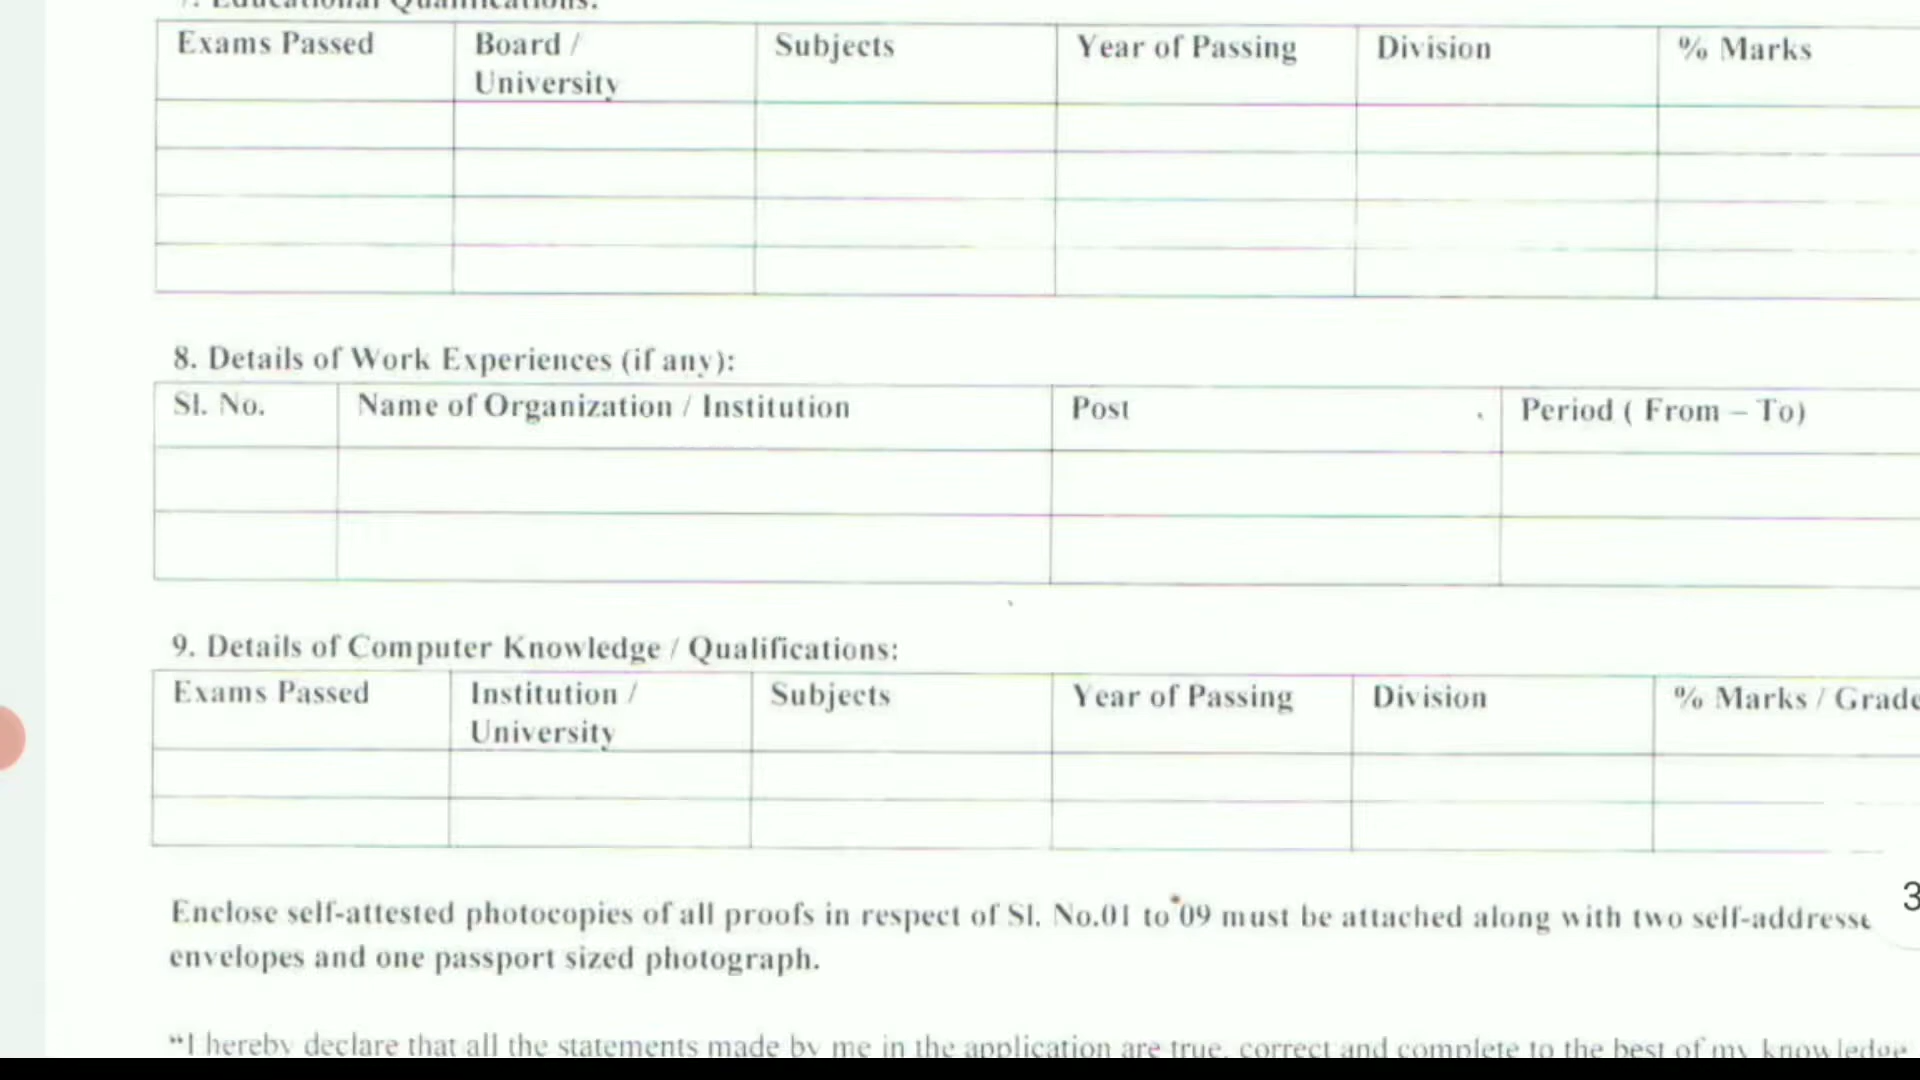 7. Educational Qualifications:
Exams Passed Board / Subjects Year of Passing Division % Marks
University
8. Details of Work Experiences (if any):
Sl. No. Name of Organization / Institution Post Period ( From – To)
9. Details of Computer Knowledge / Qualifications:
Exams Passed Institution / Subjects Year of Passing Division % Marks / Grade
University
Enclose self-attested photocopies of all proofs in respect of Sl. No.01 to 09 must be attached along with two self-addresse
3
envelopes and one passport sized photograph.
“I hereby declare that all the statements made by me in the application are true, correct and complete to the best of my knowledge